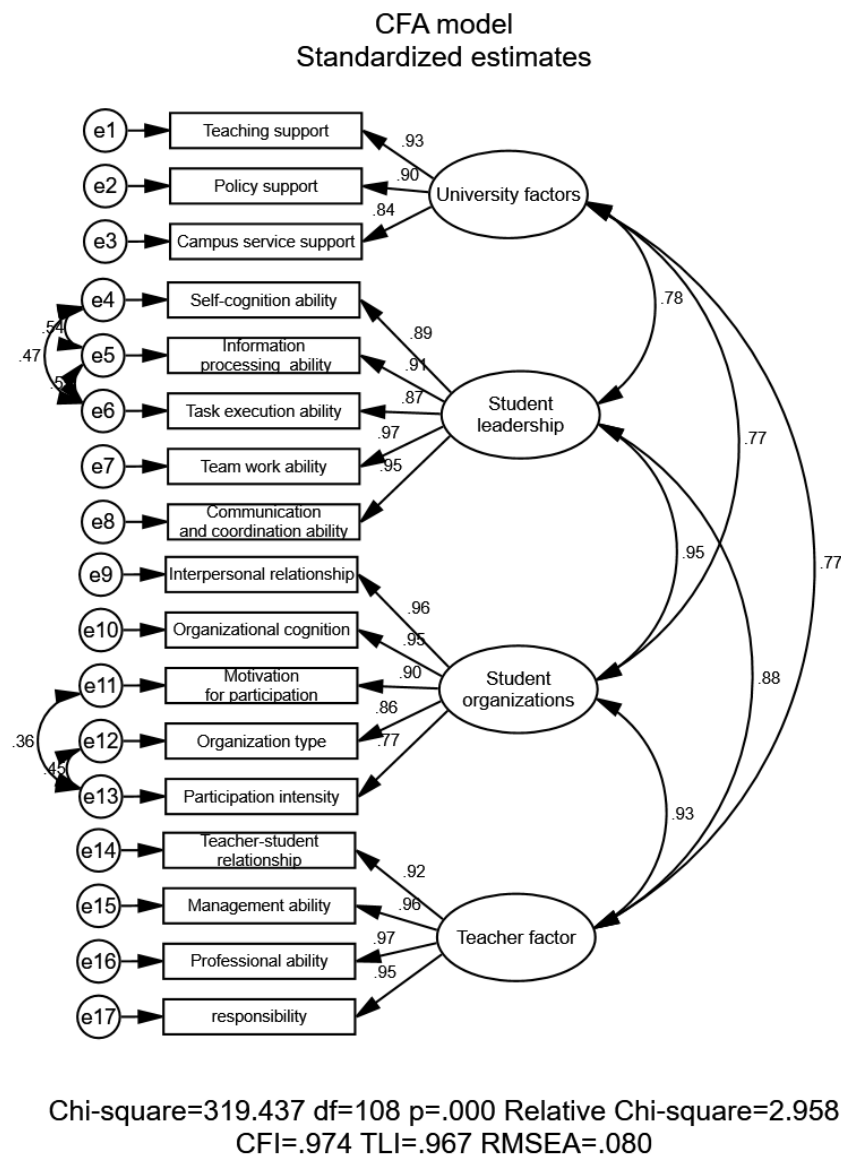 CFA model
Standardized estimates
e1
Teaching support
.93
e2
Policy support
.90
University factors
e3
Campus service support
.84
e4
Self-cognition ability
.78
.54
.89
.47
e5
Information
processing ability
.91
e6
Task execution ability
.87
Student
leadership
.77
e7
Team work ability
.97
.95
e8
Communication
and coordination ability
.95
.77
e9
Interpersonal relationship
.96
e10
Organizational cognition
.95
e11
Motivation
for participation
.90
Student
organizations
.88
.36
e12
Organization type
.86
.45
.77
e13
Participation intensity
.93
e14
Teacher-student
relationship
.92
e15
Management ability
.96
Teacher factor
e16
Professional ability
.97
.95
e17
responsibility
Chi-square=319.437 df=108 p=.000 Relative Chi-square=2.958
CFI=.974 TLI=.967 RMSEA=.080